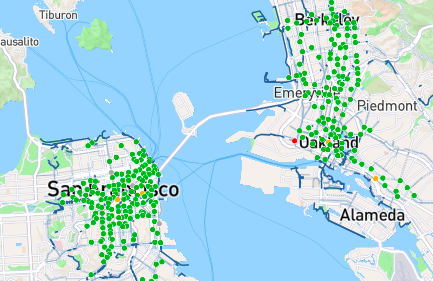 Tiburon
ausalito
Berkeley
Emery
Piedmont
Oakland
San Francisco
Alameda